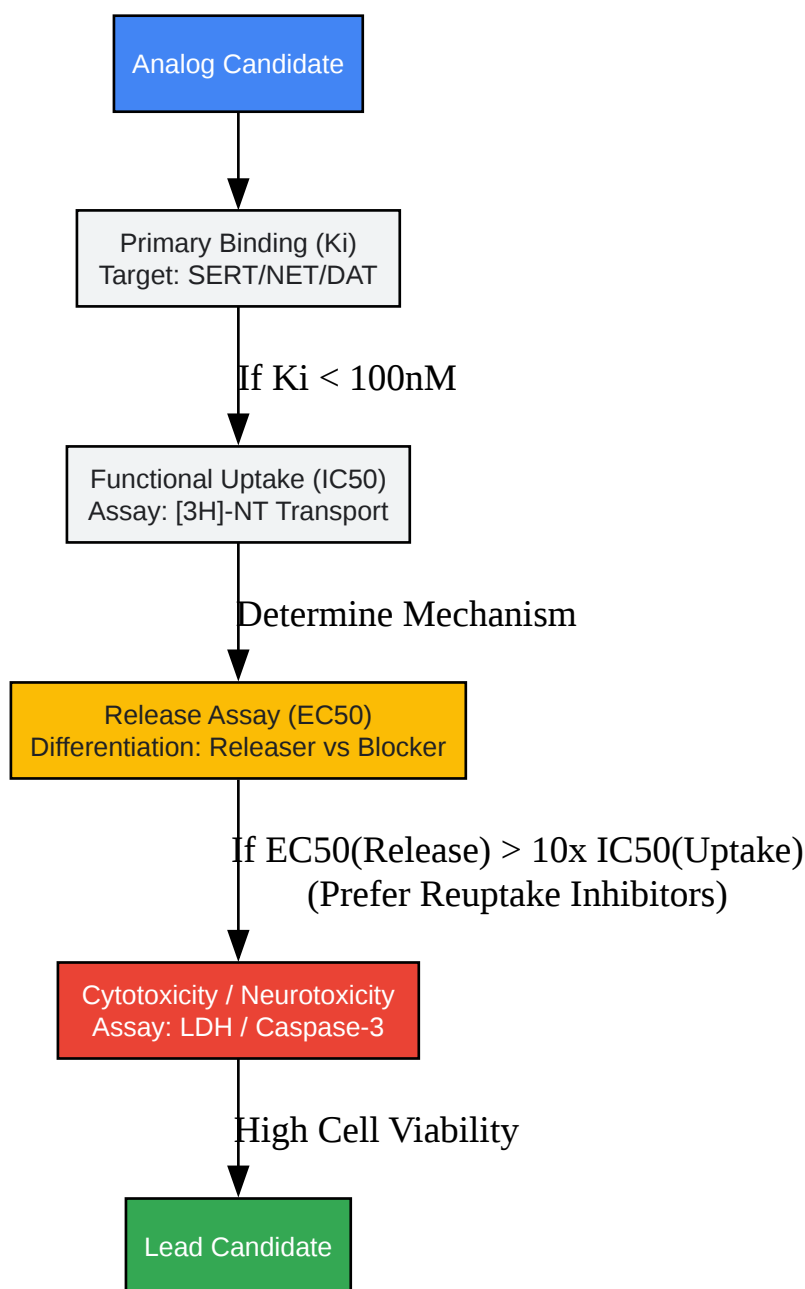 Analog Candidate
Primary Binding (Ki)
Target: SERT/NET/DAT
If Ki < 100nM
Functional Uptake (IC50)
Assay: [3H]-NT Transport
Determine Mechanism
Release Assay (EC50)
Differentiation: Releaser vs Blocker
If EC50(Release) > 10x IC50(Uptake)
(Prefer Reuptake Inhibitors)
Cytotoxicity / Neurotoxicity
Assay: LDH / Caspase-3
High Cell Viability
Lead Candidate